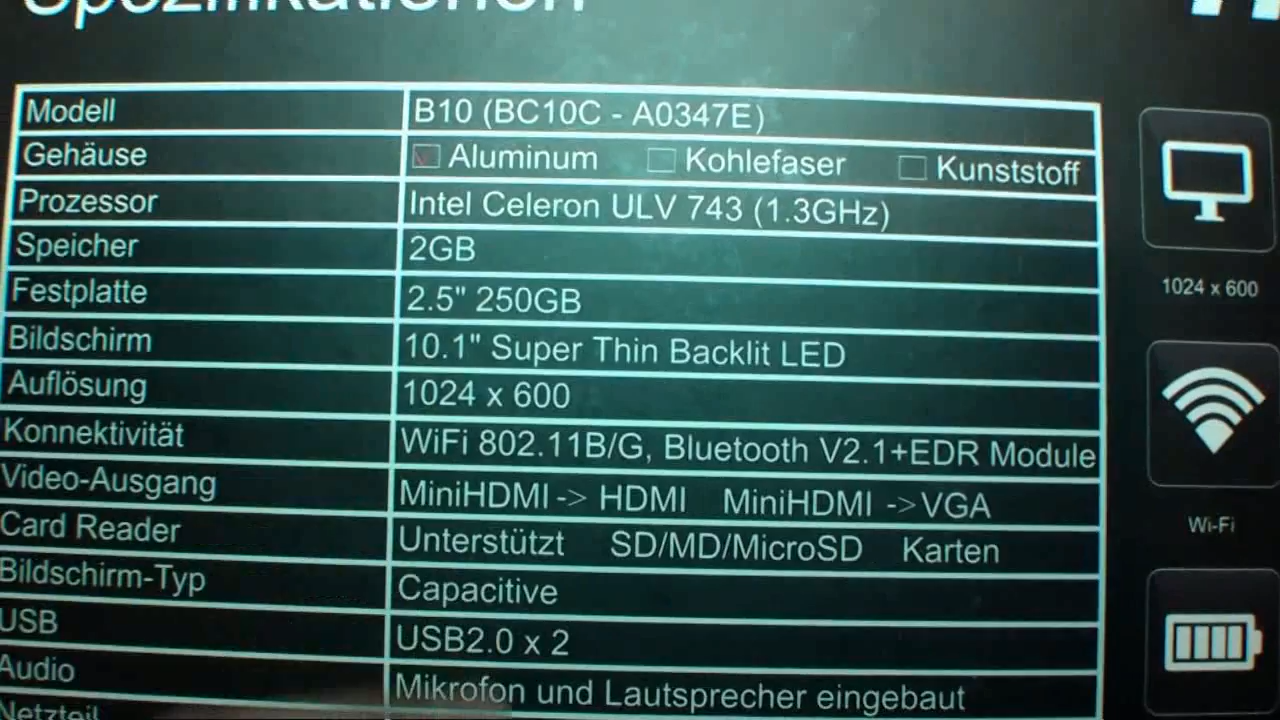 Spezifikationen
Modell B10 (BC10C - A0347E)
Gehäuse Aluminum Kohlefaser Kunststoff
Prozessor Intel Celeron ULV 743 (1.3GHz)
Speicher 2GB
Festplatte 2.5" 250GB
Bildschirm 10.1" Super Thin Backlit LED
Auflösung 1024 x 600
Konnektivität WiFi 802.11B/G, Bluetooth V2.1+EDR Module
Video-Ausgang MiniHDMI -> HDMI MiniHDMI ->VGA
Card Reader Unterstützt SD/MD/MicroSD Karten
Bildschirm-Typ Capacitive
USB USB2.0 x 2
Audio Mikrofon und Lautsprecher eingebaut
Netzteil
1024 x 600
Wi-Fi